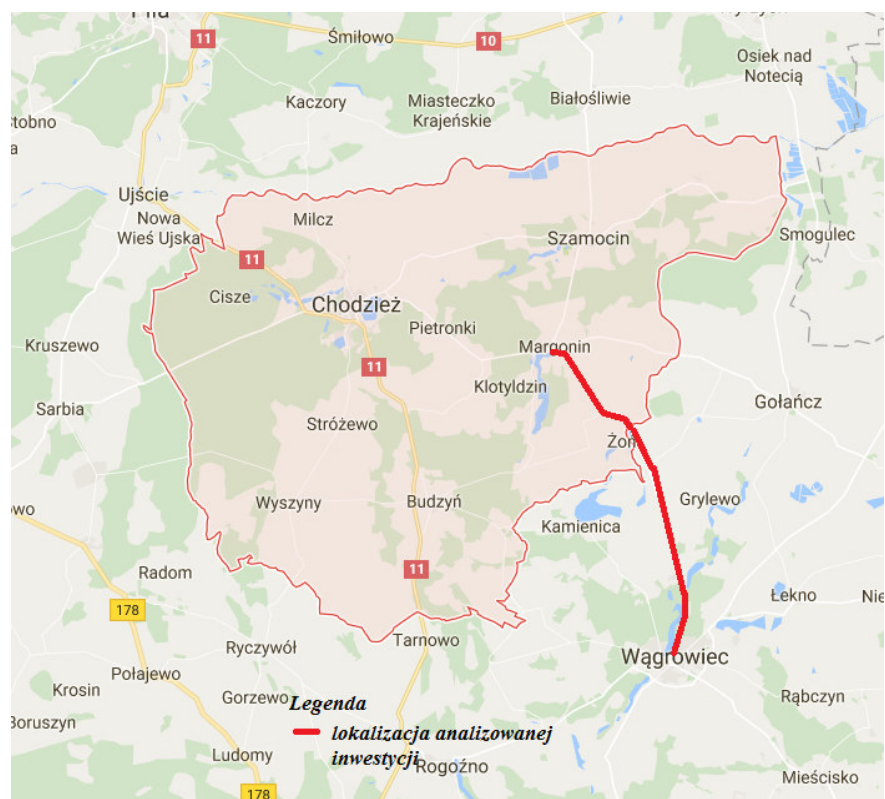 Piła
11
Śmiłowo
10
Osiek nad
Notecią
Kaczory
Miasteczko
Krajeńskie
Białośliwie
Stobno
Ujście
Nowa
Wieś Ujska
Milcz
Szamocin
Smogulec
11
Cisze
Chodzież
Pietronki
Margonin
Kruszewo
11
Klotyldzin
Sarbia
Gołańcz
Stróżewo
Żoń
Wyszyny
Budzyń
Grylewo
Kamienica
11
Radom
178
Łekno
Nie
Tarnowo
Ryczywół
Wągrowiec
Połajewo
Krosin
Gorzewo
Rąbczyn
Legenda
Boruszyn
lokalizacja analizowanej
inwestycji
Ludomy
Rogoźno
Mieścisko
178